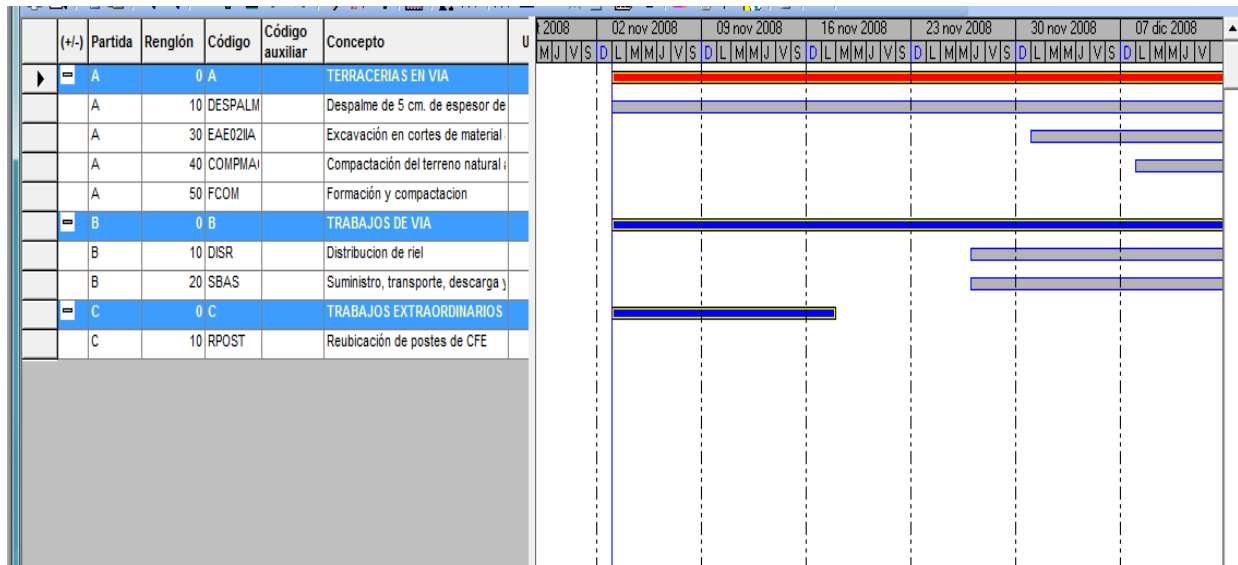 (+/-) Partida Renglón Código Código auxiliar Concepto U
t 2008 02 nov 2008 09 nov 2008 16 nov 2008 23 nov 2008 30 nov 2008 07 dic 2008
M J V S D L M M J V S D L M M J V S D L M M J V S D L M M J V S D L M M J V S D L M M J V
A 0 A TERRACERIAS EN VIA
A 10 DESPALM Despalme de 5 cm. de espesor de
A 30 EAE02IIA Excavación en cortes de material
A 40 COMPMA Compactación del terreno natural
A 50 FCOM Formación y compactacion
B 0 B TRABAJOS DE VIA
B 10 DISR Distribucion de riel
B 20 SBAS Suministro, transporte, descarga y
C 0 C TRABAJOS EXTRAORDINARIOS
C 10 RPOST Reubicación de postes de CFE